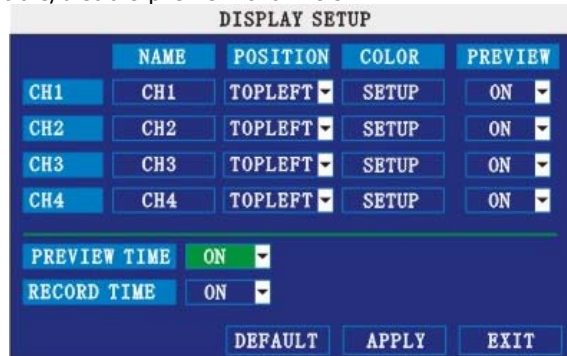 DISPLAY SETUP
NAME POSITION COLOR PREVIEW
CH1 CH1 TOPLEFT SETUP ON
CH2 CH2 TOPLEFT SETUP ON
CH3 CH3 TOPLEFT SETUP ON
CH4 CH4 TOPLEFT SETUP ON
PREVIEW TIME ON
RECORD TIME ON
DEFAULT APPLY EXIT